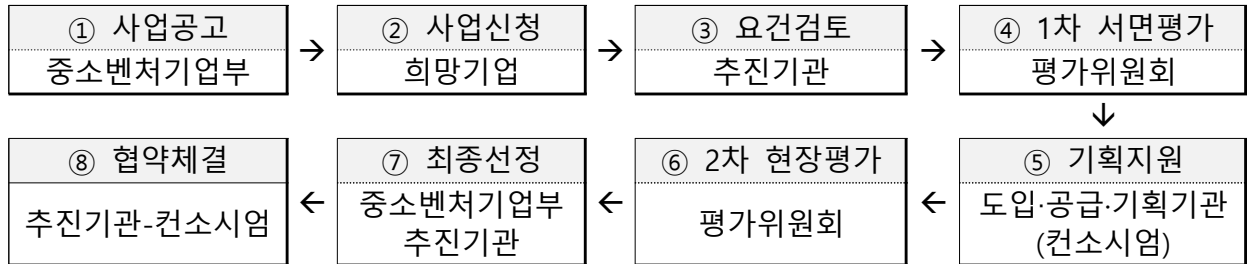 ① 사업공고 → ② 사업신청 → ③ 요건검토 → ④ 1차 서면평가
중소벤처기업부 희망기업 추진기관 평가위원회
↓
⑧ 협약체결 ← ⑦ 최종선정 ← ⑥ 2차 현장평가 ← ⑤ 기획지원
추진기관-컨소시엄 중소벤처기업부 평가위원회 도입·공급·기획기관
추진기관 (컨소시엄)